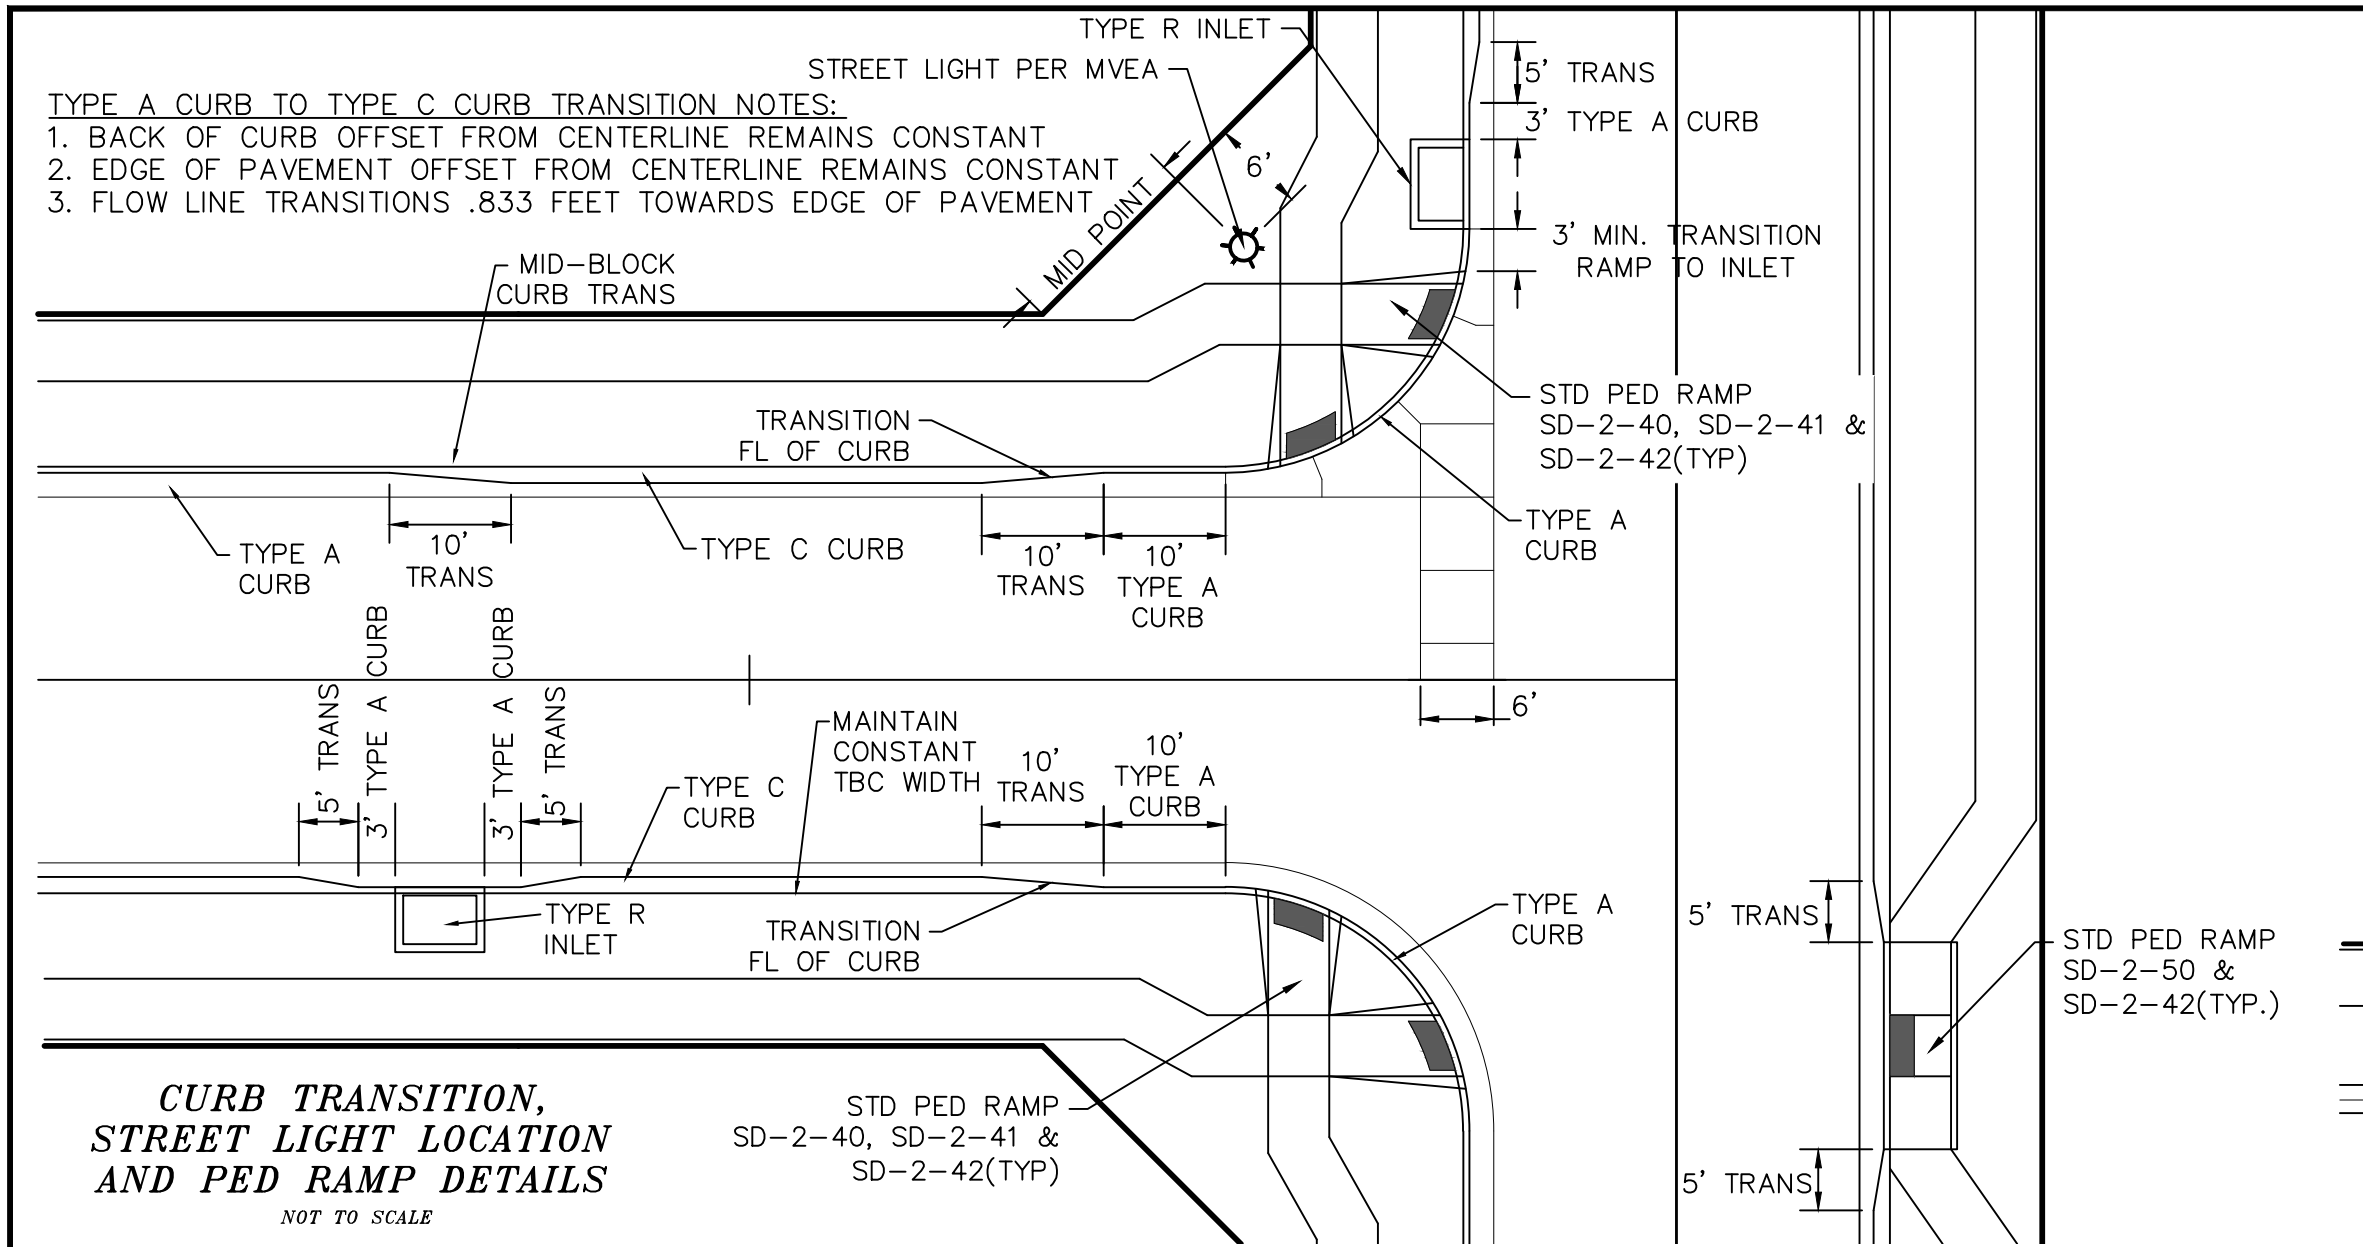 TYPE R INLET
STREET LIGHT PER MVEA
5' TRANS
TYPE A CURB TO TYPE C CURB TRANSITION NOTES:
1. BACK OF CURB OFFSET FROM CENTERLINE REMAINS CONSTANT
2. EDGE OF PAVEMENT OFFSET FROM CENTERLINE REMAINS CONSTANT
3. FLOW LINE TRANSITIONS .833 FEET TOWARDS EDGE OF PAVEMENT
3' TYPE A CURB
6'
MID POINT
3' MIN. TRANSITION
RAMP TO INLET
MID-BLOCK
CURB TRANS
STD PED RAMP
SD-2-40, SD-2-41 &
SD-2-42(TYP)
TRANSITION
FL OF CURB
TYPE A
CURB
10'
TRANS
TYPE C CURB
10'
TRANS
10'
TYPE A
CURB
TYPE A
CURB
5' TRANS
3' TYPE A CURB
3' TYPE A CURB
5' TRANS
6'
MAINTAIN
CONSTANT
TBC WIDTH
TYPE C
CURB
10'
TRANS
10'
TYPE A
CURB
TYPE R
INLET
TRANSITION
FL OF CURB
TYPE A
CURB
5' TRANS
STD PED RAMP
SD-2-50 &
SD-2-42(TYP.)
CURB TRANSITION,
STREET LIGHT LOCATION
AND PED RAMP DETAILS
NOT TO SCALE
STD PED RAMP
SD-2-40, SD-2-41 &
SD-2-42(TYP)
5' TRANS